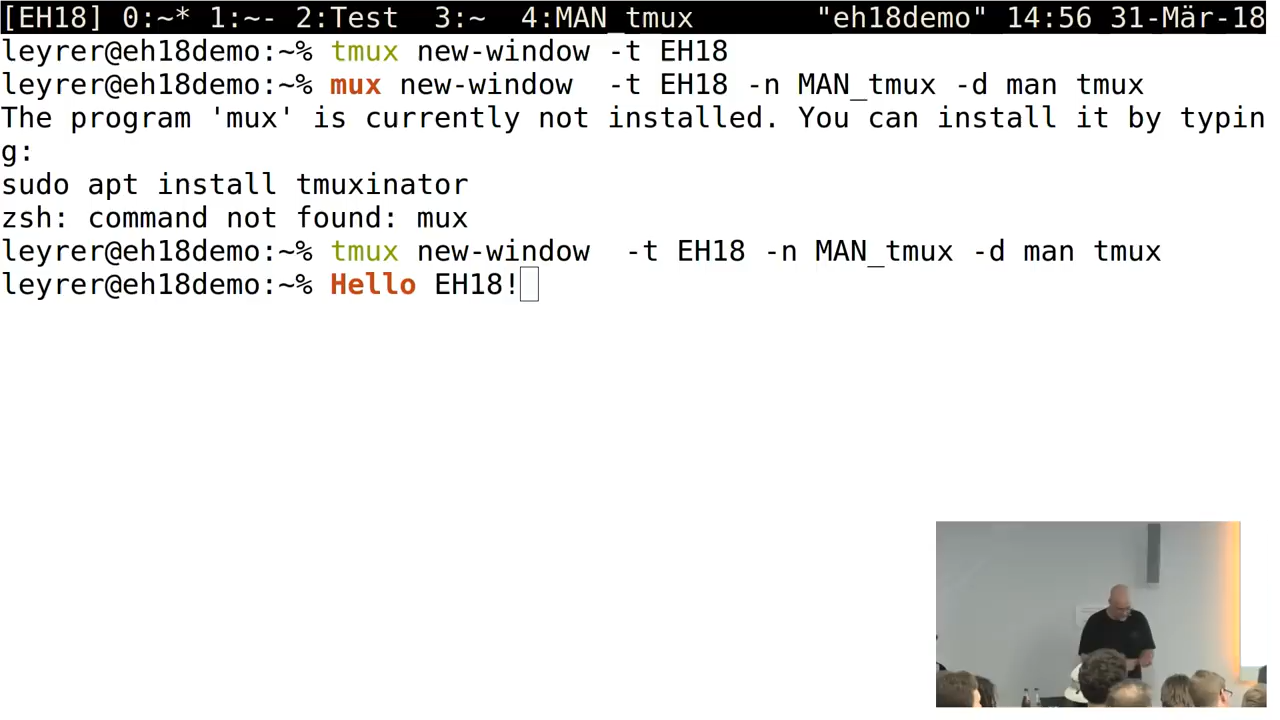 [EH18] 0:~* 1:~- 2:Test  3:~  4:MAN_tmux "eh18demo" 14:56 31-Mär-18
leyrer@eh18demo:~% tmux new-window -t EH18
leyrer@eh18demo:~% mux new-window  -t EH18 -n MAN_tmux -d man tmux
The program 'mux' is currently not installed. You can install it by typin
g:
sudo apt install tmuxinator
zsh: command not found: mux
leyrer@eh18demo:~% tmux new-window  -t EH18 -n MAN_tmux -d man tmux
leyrer@eh18demo:~% Hello EH18!